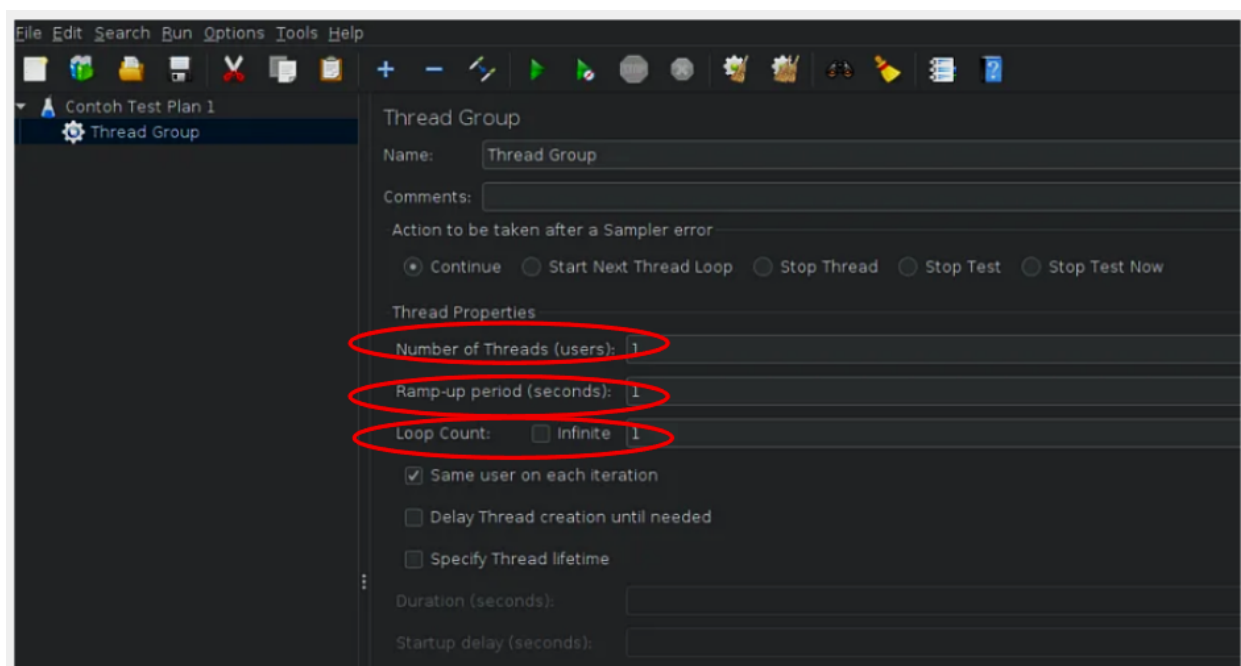 File Edit Search Run Options Tools Help
Contoh Test Plan 1
Thread Group
Thread Group
Name: Thread Group
Comments:
Action to be taken after a Sampler error
Continue Start Next Thread Loop Stop Thread Stop Test Stop Test Now
Thread Properties
Number of Threads (users): 1
Ramp-up period (seconds): 1
Loop Count: Infinite 1
Same user on each iteration
Delay Thread creation until needed
Specify Thread lifetime
Duration (seconds):
Startup delay (seconds):